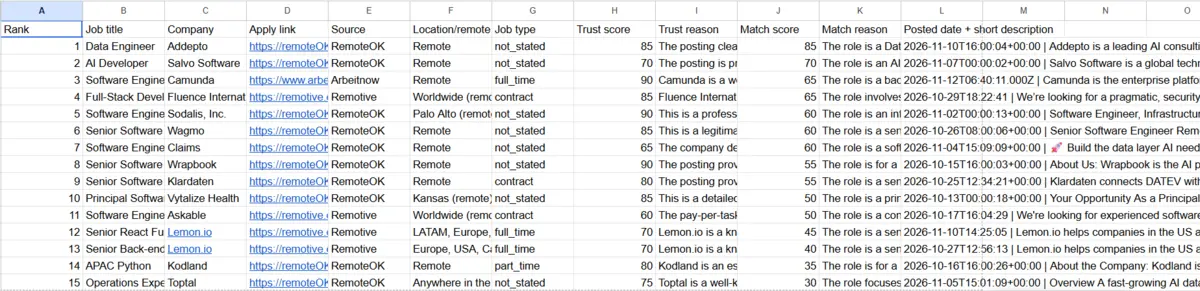 A B C D E F G H I J K L M N O
Rank Job title Company Apply link Source Location/remote Job type Trust score Trust reason Match score Match reason Posted date + short description
1 Data Engineer Addepto https://remoteOK RemoteOK Remote not_stated 85 The posting clea 85 The role is a Dat 2026-11-10T16:00:04+00:00 | Addepto is a leading AI consulti
2 AI Developer Salvo Software https://remoteOK RemoteOK Remote not_stated 70 The posting is pr 70 The role is an AI 2026-11-07T00:00:02+00:00 | Salvo Software is a global techn
3 Software Engine Camunda https://www.arbe Arbeitnow Remote full_time 90 Camunda is a w 65 The role is a bac 2026-11-12T06:40:11.000Z | Camunda is the enterprise platfo
4 Full-Stack Devel Fluence Internat https://remotive. Remotive Worldwide (remo contract 85 Fluence Internat 65 The role involves 2026-10-29T18:22:41 | We're looking for a pragmatic, security
5 Software Engine Sodalis, Inc. https://remoteOK RemoteOK Palo Alto (remot not_stated 90 This is a profess 60 The role is an inf 2026-11-02T00:00:13+00:00 | Software Engineer, Infrastructur
6 Senior Software Wagmo https://remoteOK RemoteOK Remote not_stated 85 This is a legitima 60 The role is a sen 2026-10-26T08:00:06+00:00 | Senior Software Engineer Rem
7 Software Engine Claims https://remoteOK RemoteOK Remote not_stated 65 The company de 60 The role is a soft 2026-11-04T15:09:09+00:00 | 🚀 Build the data layer AI need
8 Senior Software Wrapbook https://remoteOK RemoteOK Remote not_stated 90 The posting prov 55 The role is for a 2026-10-15T16:00:03+00:00 | About Us: Wrapbook is the AI p
9 Senior Software Klardaten https://remoteOK RemoteOK Remote contract 80 The posting prov 55 The role is a sen 2026-10-25T12:34:21+00:00 | Klardaten connects DATEV with
10 Principal Softwa Vytalize Health https://remoteOK RemoteOK Kansas (remote) not_stated 85 This is a detailed 50 The role is a prin 2026-10-13T00:00:18+00:00 | Your Opportunity As a Principal
11 Software Engine Askable https://remotive. Remotive Worldwide (remo contract 60 The pay-per-task 50 The role is a con 2026-10-17T16:04:29 | We're looking for experienced software
12 Senior React Fu Lemon.io https://remotive. Remotive LATAM, Europe, full_time 70 Lemon.io is a kn 45 The role is a sen 2026-11-10T14:25:05 | Lemon.io helps companies in the US a
13 Senior Back-end Lemon.io https://remotive. Remotive Europe, USA, Ca full_time 70 Lemon.io is a kn 40 The role is a sen 2026-10-27T12:56:13 | Lemon.io helps companies in the US a
14 APAC Python Kodland https://remoteOK RemoteOK Remote part_time 80 Kodland is an es 35 The role is for a 2026-10-16T16:00:26+00:00 | About the Company: Kodland is
15 Operations Expe Toptal https://remoteOK RemoteOK Anywhere in the not_stated 75 Toptal is a well-k 30 The role focuses 2026-11-05T15:01:09+00:00 | Overview A fast-growing AI dat